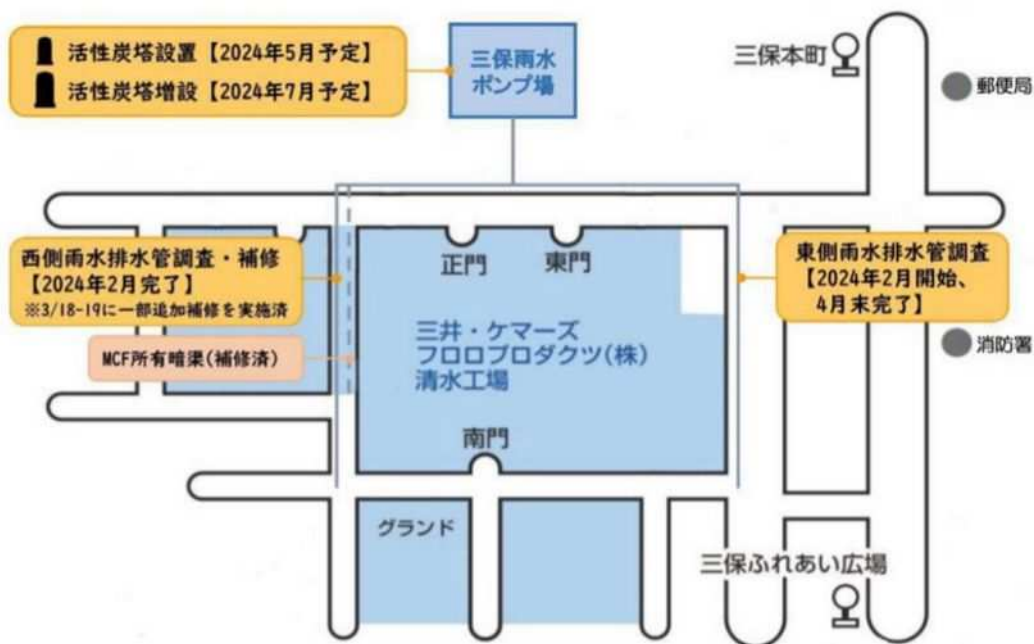 活性炭塔設置【2024年5月予定】
活性炭塔増設【2024年7月予定】
三保雨水
ポンプ場
三保本町
郵便局
西側雨水排水管調査・補修
【2024年2月完了】
※3/18-19に一部追加補修を実施済
正門
東門
東側雨水排水管調査
【2024年2月開始、
4月末完了】
三井・ケマーズ
フロロプロダクツ(株)
清水工場
MCF所有暗渠(補修済)
消防署
南門
グランド
三保ふれあい広場